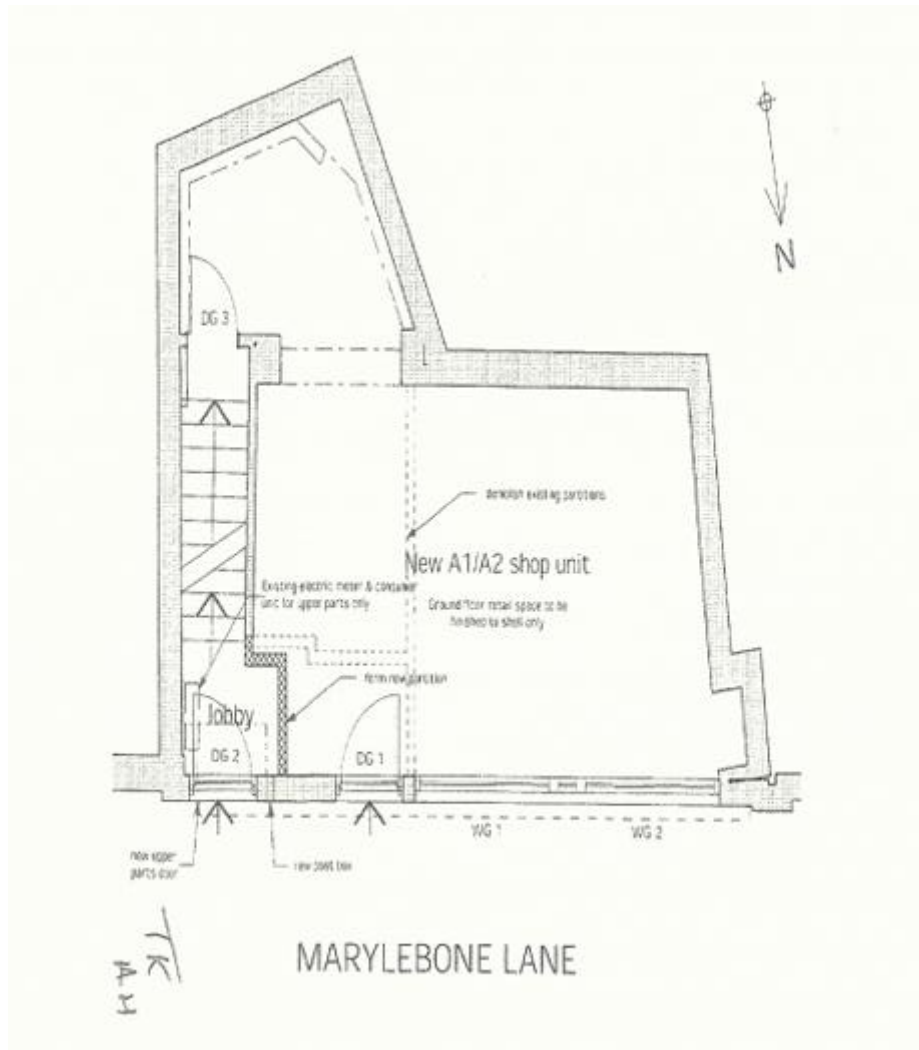 N
DG 3
demolish existing partitions
New A1/A2 shop unit
Existing electric meter & consumer
unit for upper parts only
Ground floor retail space to be
finished to shell only
form new partition
lobby
DG 2
DG 1
WG 1
WG 2
new upper
parts door
new post box
MARYLEBONE LANE
TK
AH